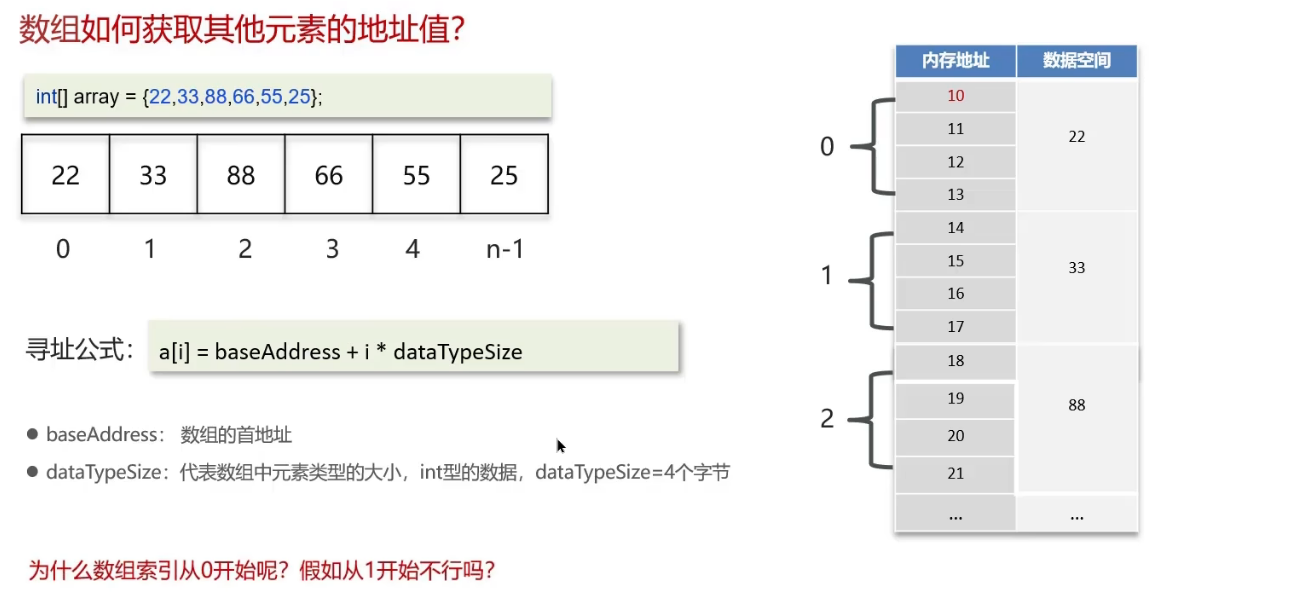 数组如何获取其他元素的地址值？
int[] array = {22,33,88,66,55,25};
22 33 88 66 55 25
0 1 2 3 4 n-1
寻址公式： a[i] = baseAddress + i * dataTypeSize
baseAddress： 数组的首地址
dataTypeSize：代表数组中元素类型的大小，int型的数据，dataTypeSize=4个字节
为什么数组索引从0开始呢？假如从1开始不行吗？
内存地址 数据空间
10
11
0 22
12
13
14
15
1 33
16
17
18
19
2 88
20
21
... ...